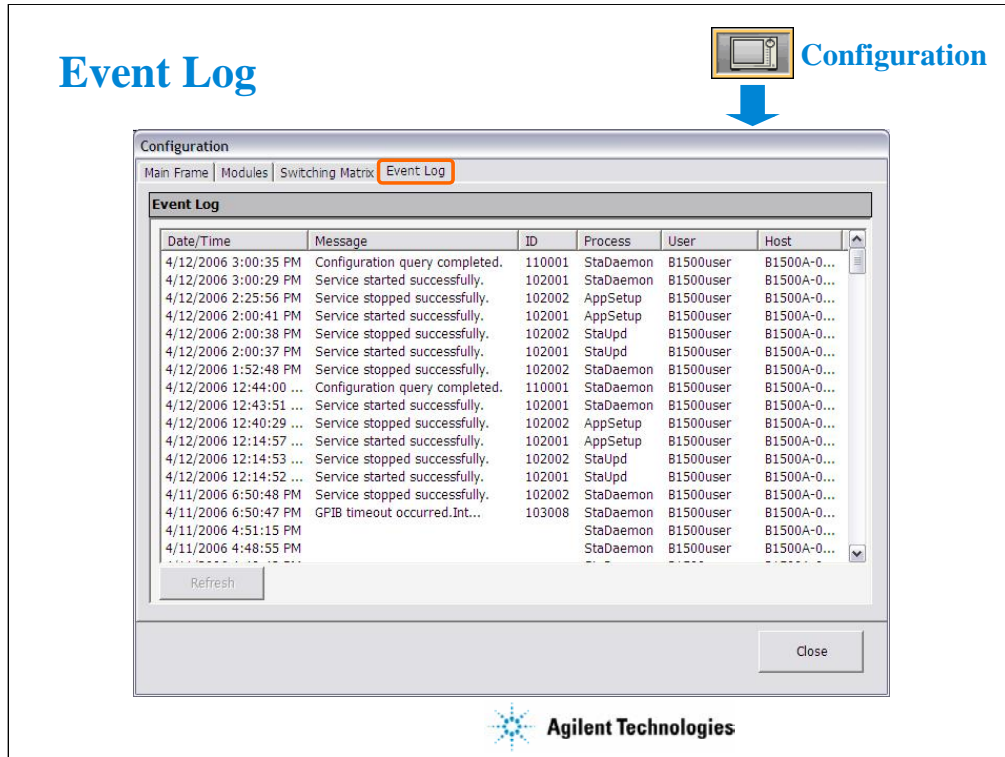 Event Log
Configuration
Configuration
Main Frame Modules Switching Matrix Event Log
Event Log
Date/Time Message ID Process User Host
4/12/2006 3:00:35 PM Configuration query completed. 110001 StaDaemon B1500user B1500A-0...
4/12/2006 3:00:29 PM Service started successfully. 102001 StaDaemon B1500user B1500A-0...
4/12/2006 2:25:56 PM Service stopped successfully. 102002 AppSetup B1500user B1500A-0...
4/12/2006 2:00:41 PM Service started successfully. 102001 AppSetup B1500user B1500A-0...
4/12/2006 2:00:38 PM Service stopped successfully. 102002 StaUpd B1500user B1500A-0...
4/12/2006 2:00:37 PM Service started successfully. 102001 StaUpd B1500user B1500A-0...
4/12/2006 1:52:48 PM Service stopped successfully. 102002 StaDaemon B1500user B1500A-0...
4/12/2006 12:44:00 ... Configuration query completed. 110001 StaDaemon B1500user B1500A-0...
4/12/2006 12:43:51 ... Service started successfully. 102001 StaDaemon B1500user B1500A-0...
4/12/2006 12:40:29 ... Service stopped successfully. 102002 AppSetup B1500user B1500A-0...
4/12/2006 12:14:57 ... Service started successfully. 102001 AppSetup B1500user B1500A-0...
4/12/2006 12:14:53 ... Service stopped successfully. 102002 StaUpd B1500user B1500A-0...
4/12/2006 12:14:52 ... Service started successfully. 102001 StaUpd B1500user B1500A-0...
4/11/2006 6:50:48 PM Service stopped successfully. 102002 StaDaemon B1500user B1500A-0...
4/11/2006 6:50:47 PM GPIB timeout occurred.Int... 103008 StaDaemon B1500user B1500A-0...
4/11/2006 4:51:15 PM StaDaemon B1500user B1500A-0...
4/11/2006 4:48:55 PM StaDaemon B1500user B1500A-0...
Refresh
Close
Agilent Technologies